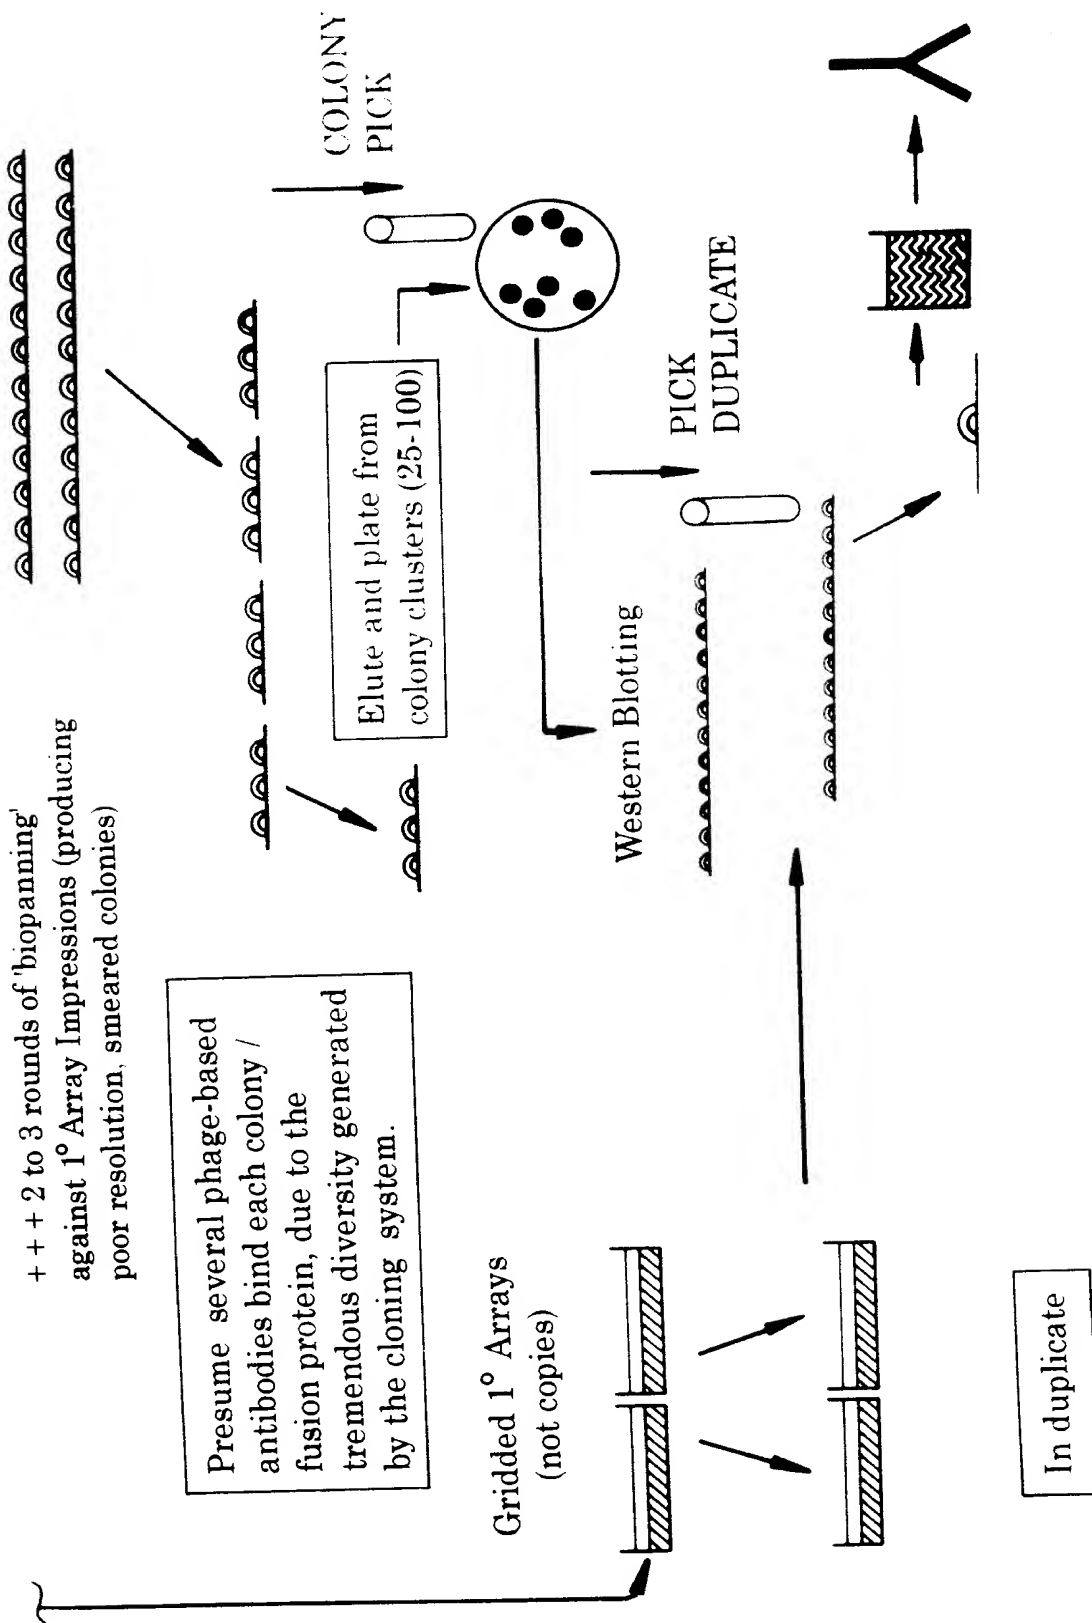 + + + 2 to 3 rounds of 'biopanning'
against 1° Array Impressions (producing
poor resolution, smeared colonies)
Presume several phage-based
antibodies bind each colony /
fusion protein, due to the
tremendous diversity generated
by the cloning system.
COLONY
PICK
Elute and plate from
colony clusters (25-100)
Gridded 1° Arrays
(not copies)
Western Blotting
PICK
DUPLICATE
In duplicate